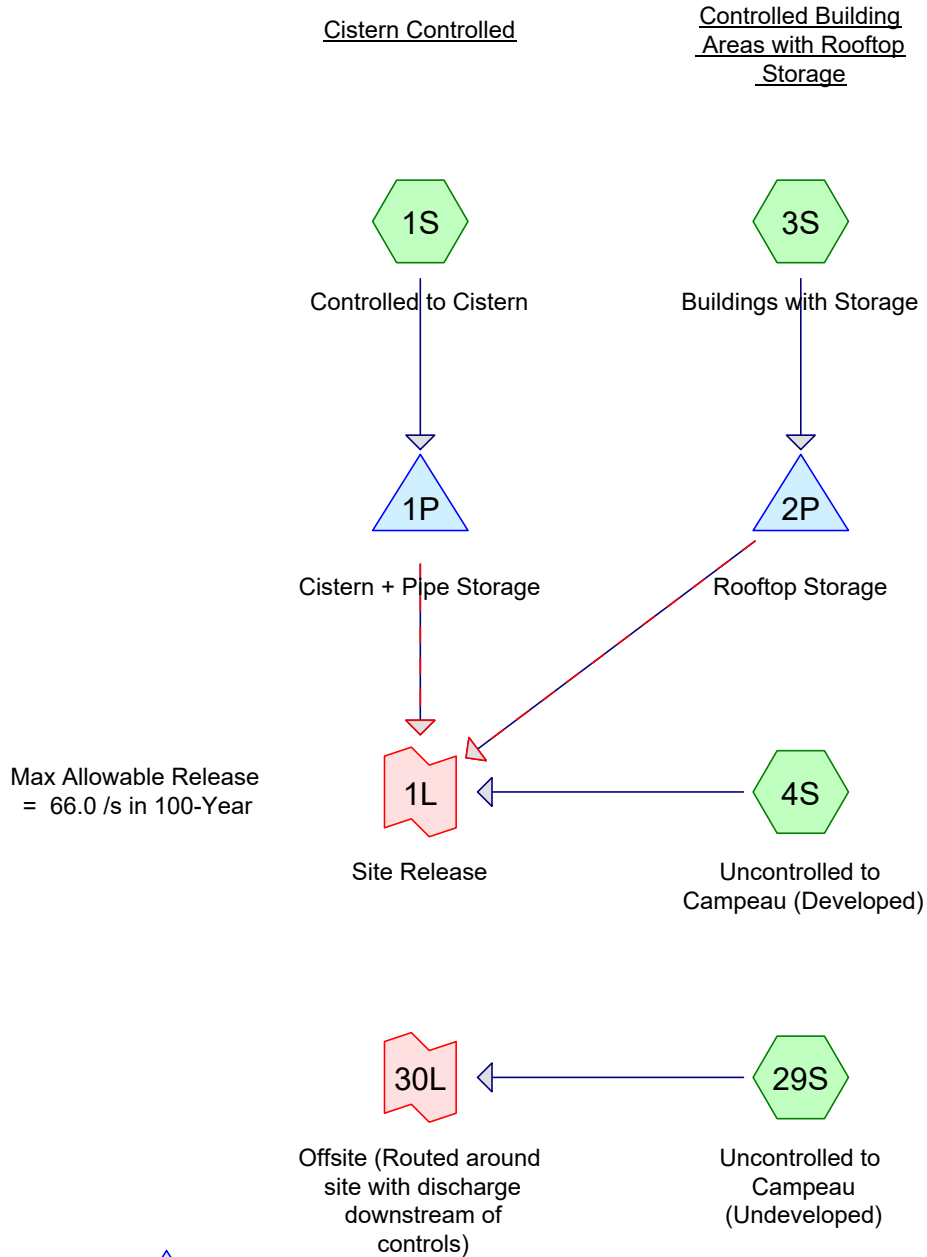 Cistern Controlled
Controlled Building
Areas with Rooftop
Storage
1S
3S
Controlled to Cistern
Buildings with Storage
1P
2P
Cistern + Pipe Storage
Rooftop Storage
Max Allowable Release
= 66.0 /s in 100-Year
1L
4S
Site Release
Uncontrolled to
Campeau (Developed)
30L
29S
Offsite (Routed around
site with discharge
downstream of
controls)
Uncontrolled to
Campeau
(Undeveloped)